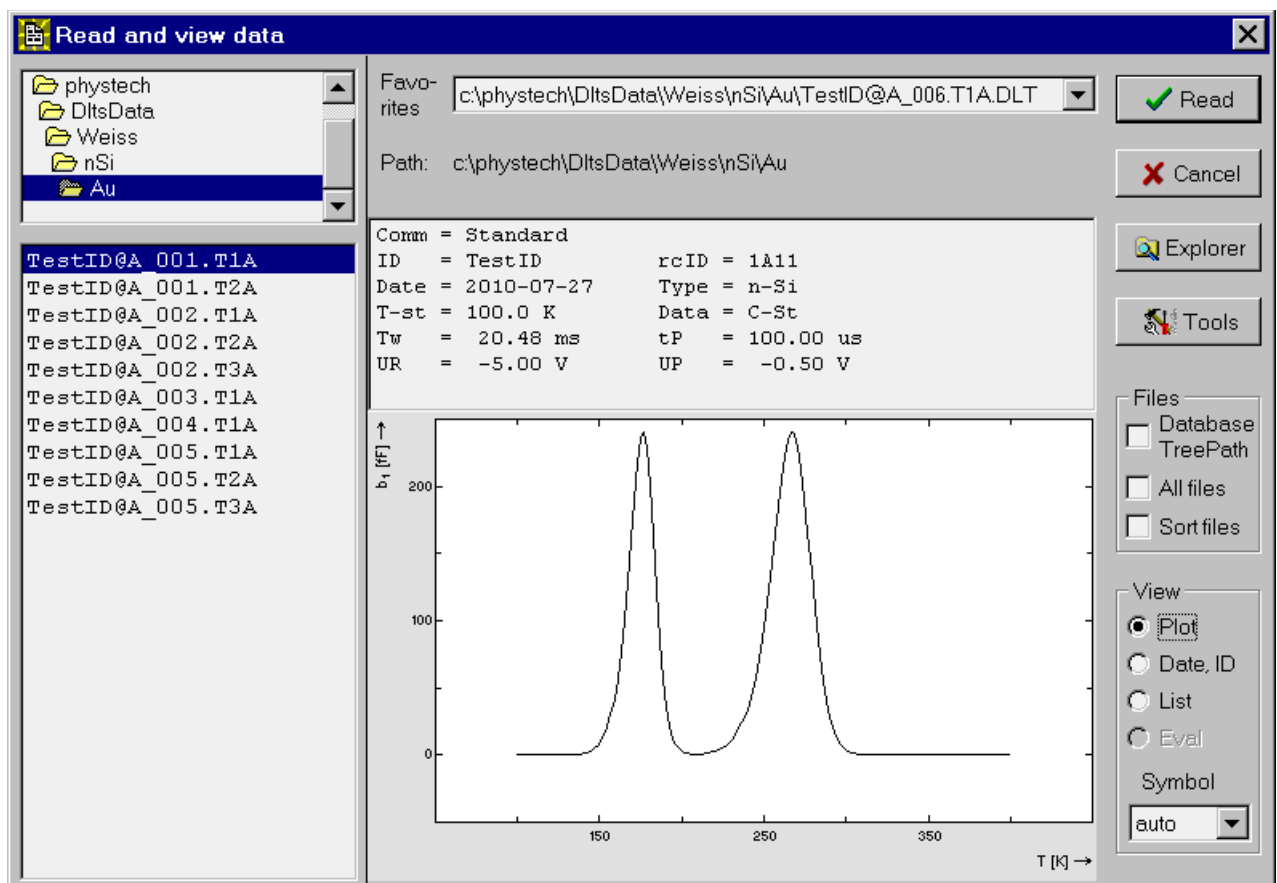 Read and view data
phystech
DltsData
Weiss
nSi
Au
TestID@A_001.T1A
TestID@A_001.T2A
TestID@A_002.T1A
TestID@A_002.T2A
TestID@A_002.T3A
TestID@A_003.T1A
TestID@A_004.T1A
TestID@A_005.T1A
TestID@A_005.T2A
TestID@A_005.T3A
Favo-
rites
c:\phystech\DltsData\Weiss\nSi\Au\TestID@A_006.T1A.DLT
Path: c:\phystech\DltsData\Weiss\nSi\Au
Comm = Standard
ID = TestID rcID = 1A11
Date = 2010-07-27 Type = n-Si
T-st = 100.0 K Data = C-St
Tw = 20.48 ms tP = 100.00 us
UR = -5.00 V UP = -0.50 V
b₁ [fF] →
200
100
0
150 250 350
T [K] →
Read
Cancel
Explorer
Tools
Files
Database
TreePath
All files
Sort files
View
Plot
Date, ID
List
Eval
Symbol
auto